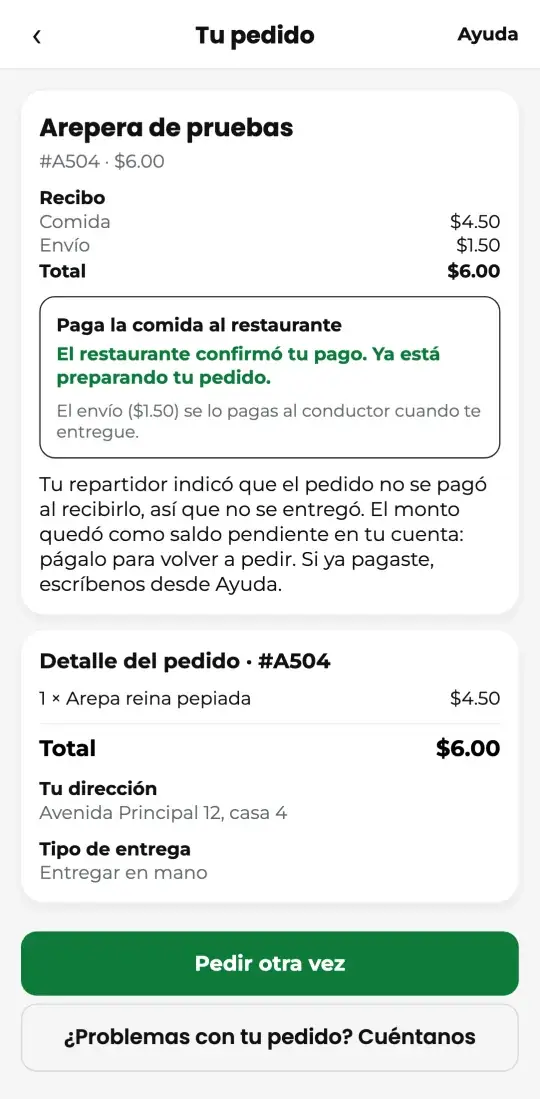 ‹ Tu pedido Ayuda
Arepera de pruebas
#A504 · $6.00
Recibo
Comida $4.50
Envío $1.50
Total $6.00
Paga la comida al restaurante
El restaurante confirmó tu pago. Ya está
preparando tu pedido.
El envío ($1.50) se lo pagas al conductor cuando te
entregue.
Tu repartidor indicó que el pedido no se pagó
al recibirlo, así que no se entregó. El monto
quedó como saldo pendiente en tu cuenta:
págalo para volver a pedir. Si ya pagaste,
escríbenos desde Ayuda.
Detalle del pedido · #A504
1 × Arepa reina pepiada $4.50
Total $6.00
Tu dirección
Avenida Principal 12, casa 4
Tipo de entrega
Entregar en mano
Pedir otra vez
¿Problemas con tu pedido? Cuéntanos